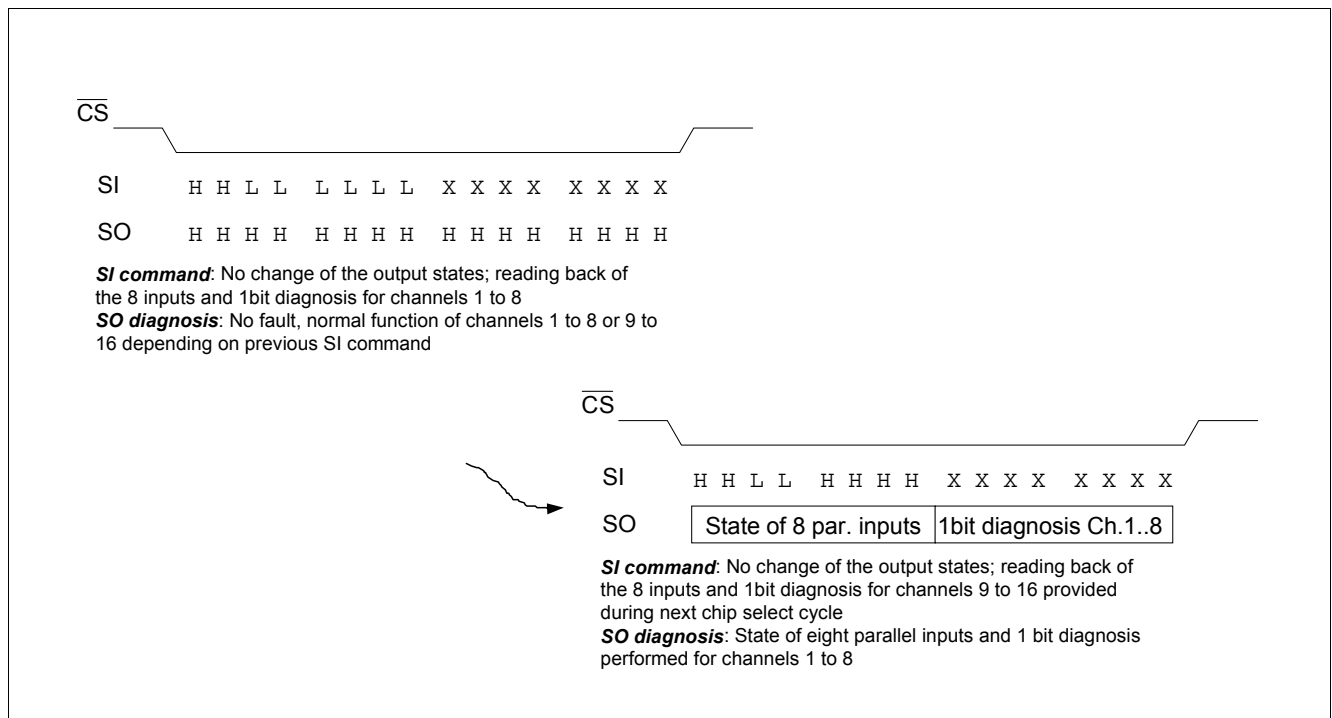 CS
SI H H L L L L L L X X X X X X X X
SO H H H H H H H H H H H H H H H H
SI command: No change of the output states; reading back of
the 8 inputs and 1bit diagnosis for channels 1 to 8
SO diagnosis: No fault, normal function of channels 1 to 8 or 9 to
16 depending on previous SI command
CS
SI H H L L H H H H X X X X X X X X
SO State of 8 par. inputs 1bit diagnosis Ch.1..8
SI command: No change of the output states; reading back of
the 8 inputs and 1bit diagnosis for channels 9 to 16 provided
during next chip select cycle
SO diagnosis: State of eight parallel inputs and 1 bit diagnosis
performed for channels 1 to 8